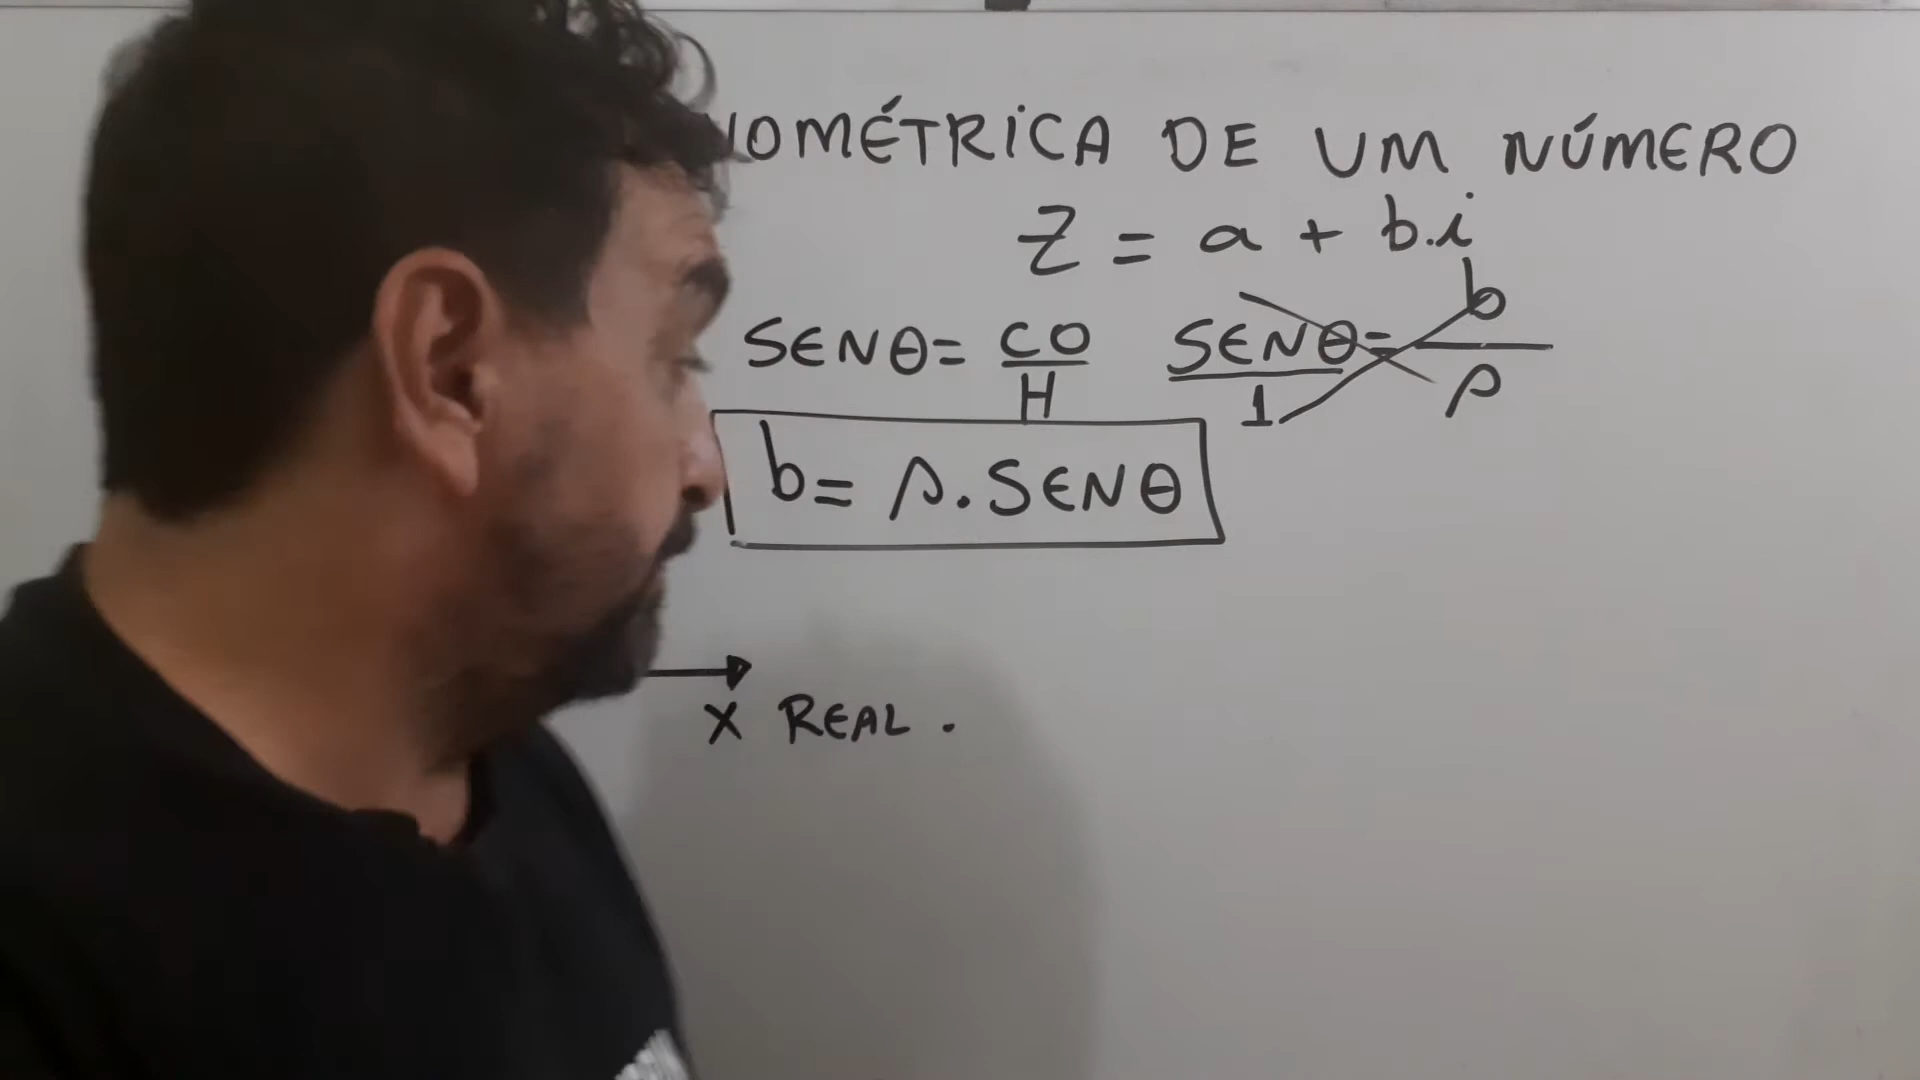 NOMÉTRICA DE UM NÚMERO
Z = a + b.i
SENθ = CO/H SENθ/1 = b/ρ
b = ρ.SENθ
X REAL.